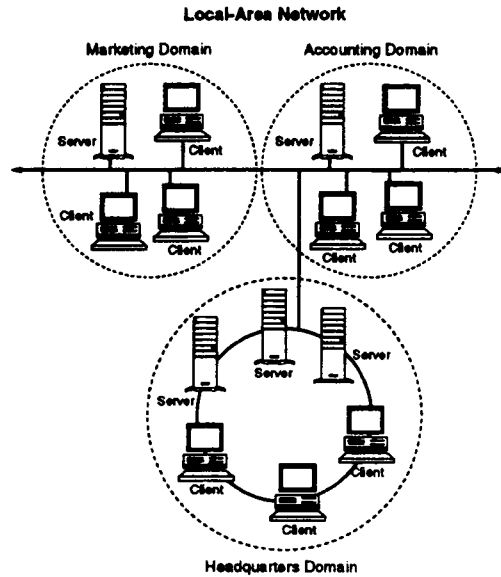 Local-Area Network
Marketing Domain
Accounting Domain
Server
Client
Server
Client
Client
Client
Client
Client
Server
Server
Server
Client
Client
Client
Headquarters Domain